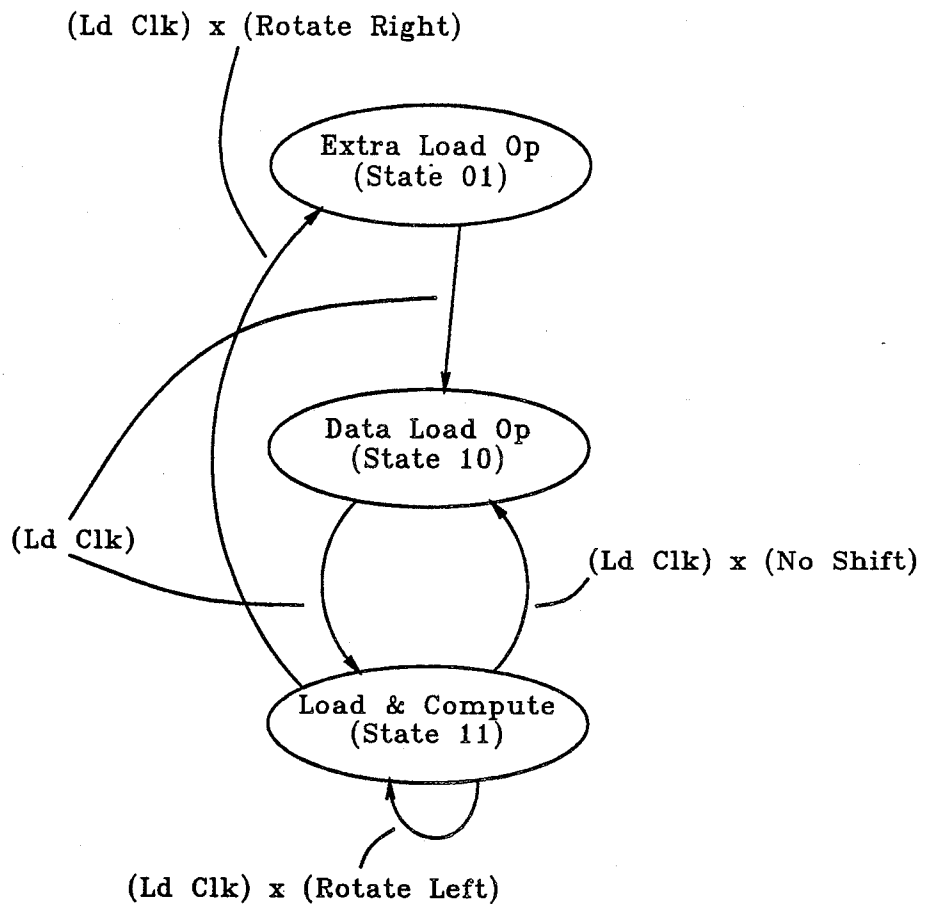 (Ld Clk) x (Rotate Right)
Extra Load Op
(State 01)
Data Load Op
(State 10)
(Ld Clk)
(Ld Clk) x (No Shift)
Load & Compute
(State 11)
(Ld Clk) x (Rotate Left)